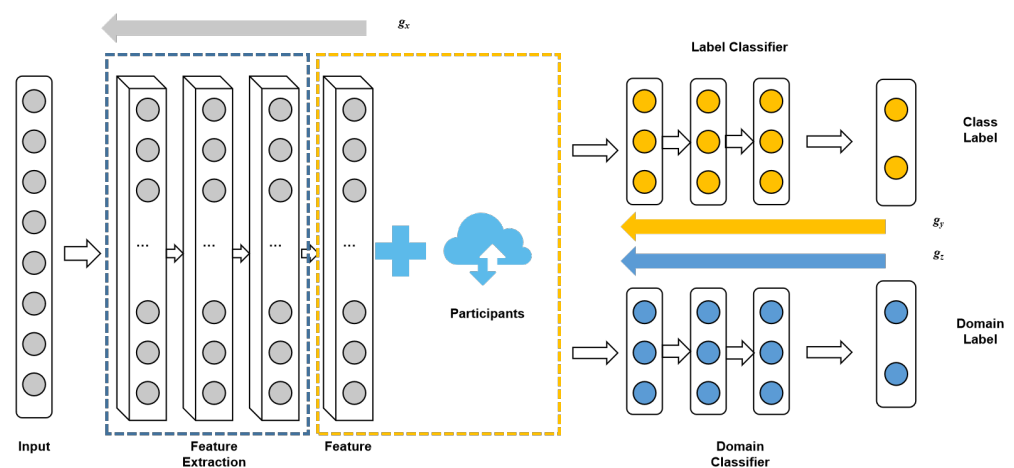 gx
Label Classifier
Class
Label
...
...
...
...
gy
gz
Participants
Domain
Label
Input
Feature
Extraction
Feature
Domain
Classifier